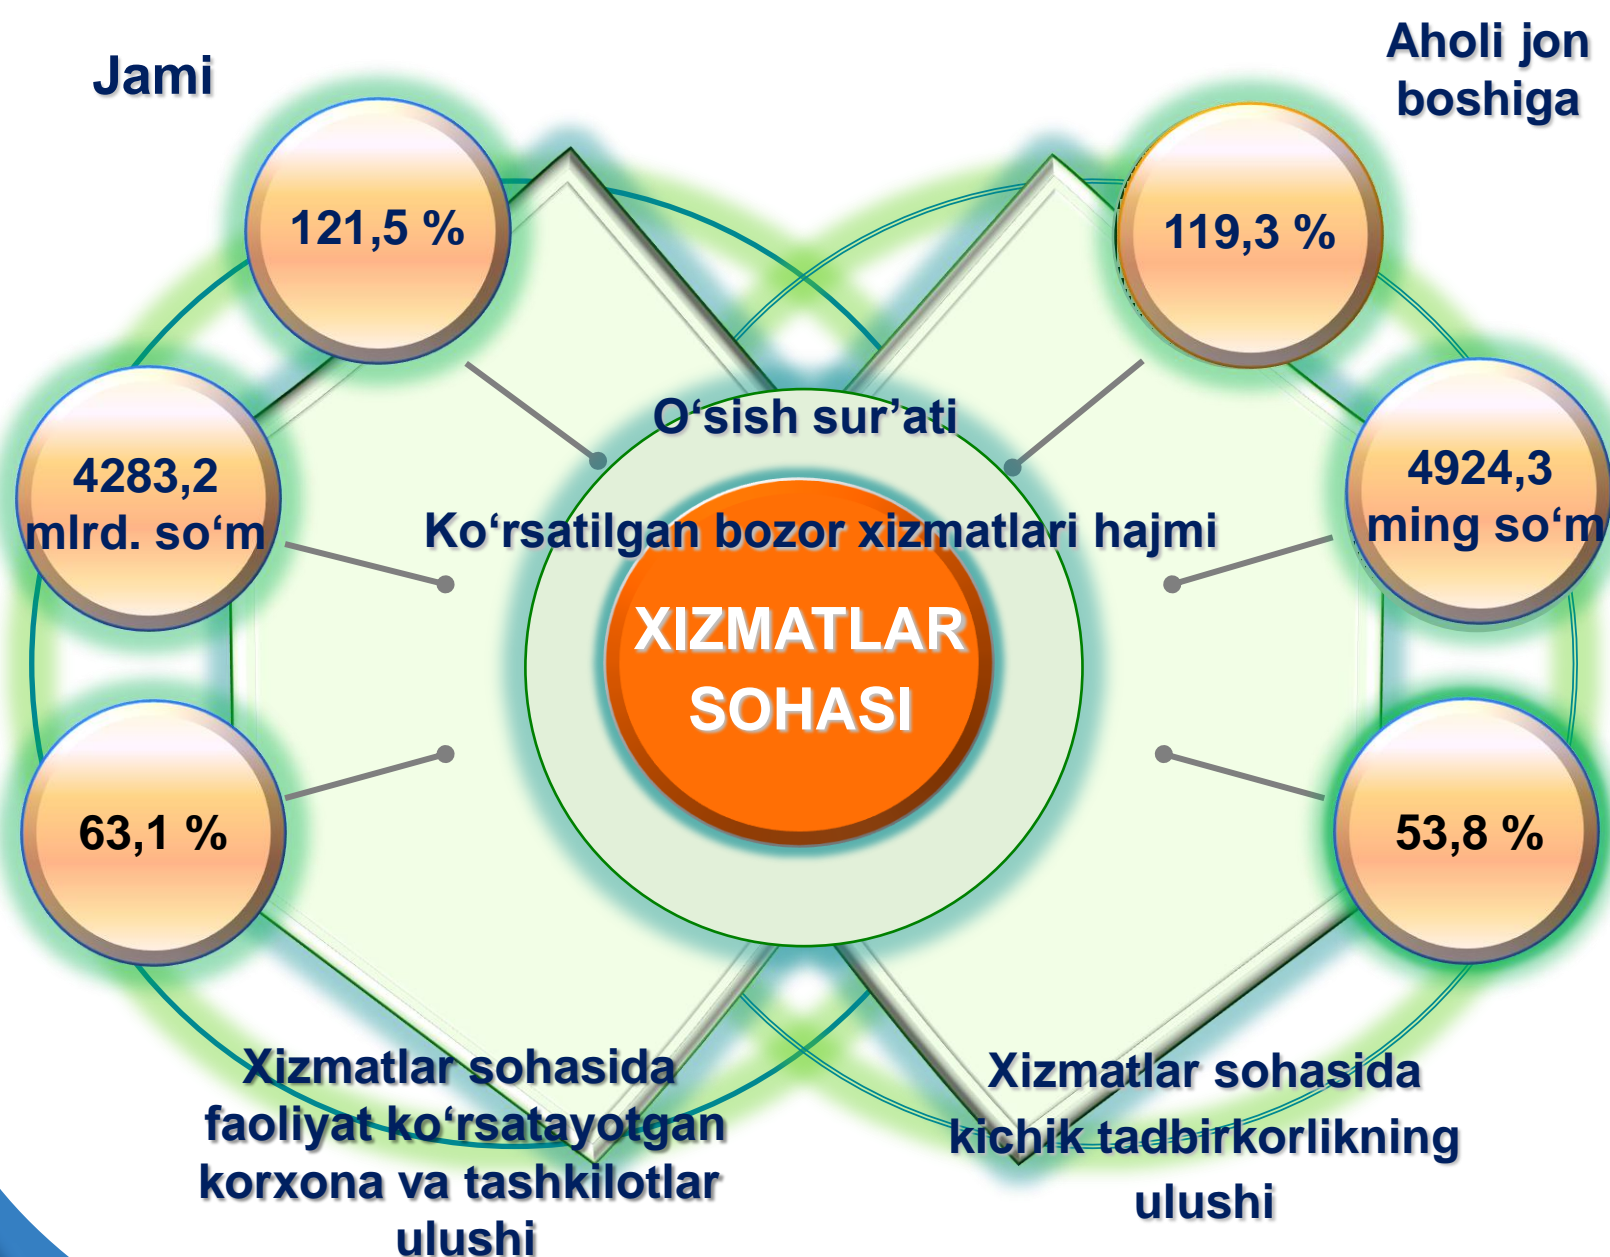 Jami
Aholi jon
boshiga
121,5 %
119,3 %
O‘sish sur’ati
4283,2
mlrd. so‘m
Ko‘rsatilgan bozor xizmatlari hajmi
4924,3
ming so‘m
XIZMATLAR
SOHASI
63,1 %
53,8 %
Xizmatlar sohasida
faoliyat ko‘rsatayotgan
korxona va tashkilotlar
ulushi
Xizmatlar sohasida
kichik tadbirkorlikning
ulushi